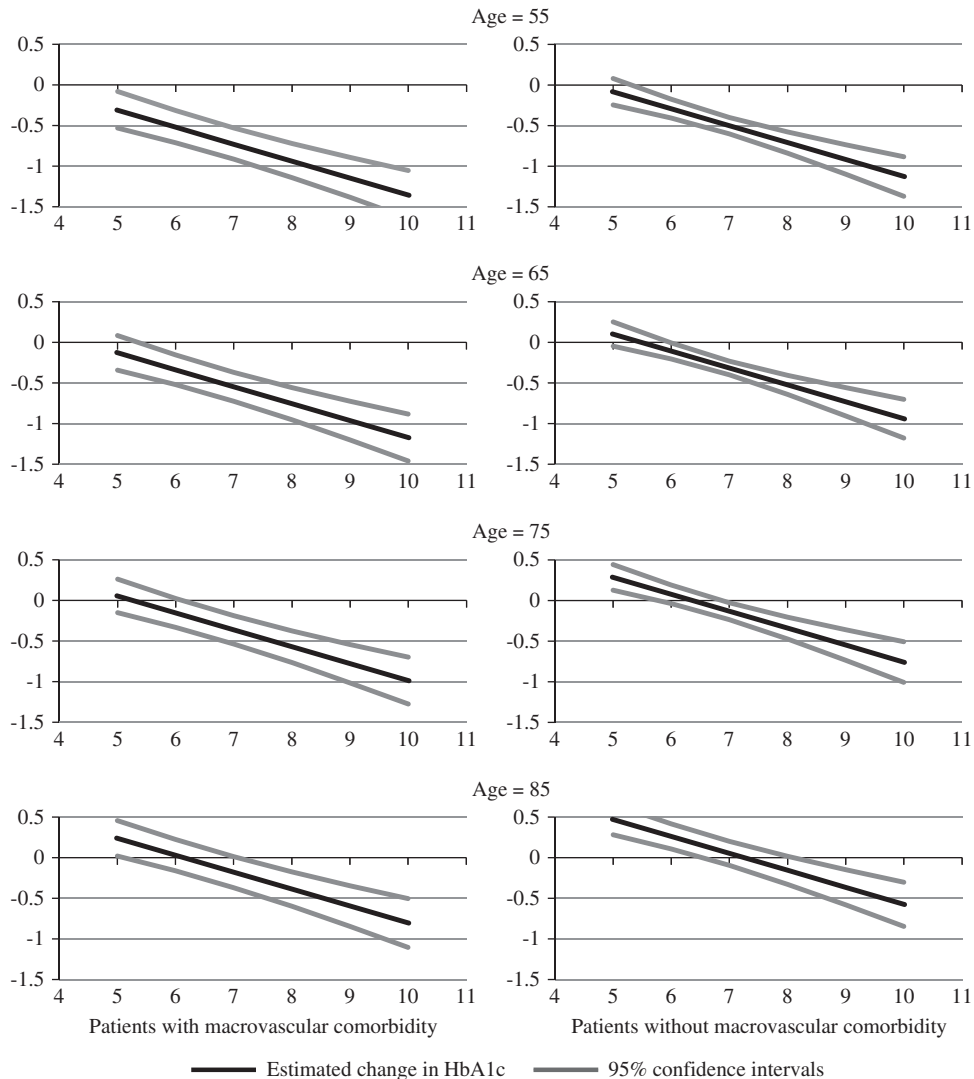 Age = 55
0.5 0.5
0 0
-0.5 -0.5
-1 -1
-1.5 -1.5
4 5 6 7 8 9 10 11 4 5 6 7 8 9 10 11
Age = 65
0.5 0.5
0 0
-0.5 -0.5
-1 -1
-1.5 -1.5
4 5 6 7 8 9 10 11 4 5 6 7 8 9 10 11
Age = 75
0.5 0.5
0 0
-0.5 -0.5
-1 -1
-1.5 -1.5
4 5 6 7 8 9 10 11 4 5 6 7 8 9 10 11
Age = 85
0.5 0.5
0 0
-0.5 -0.5
-1 -1
-1.5 -1.5
4 5 6 7 8 9 10 11 4 5 6 7 8 9 10 11
Patients with macrovascular comorbidity Patients without macrovascular comorbidity
Estimated change in HbA1c 95% confidence intervals